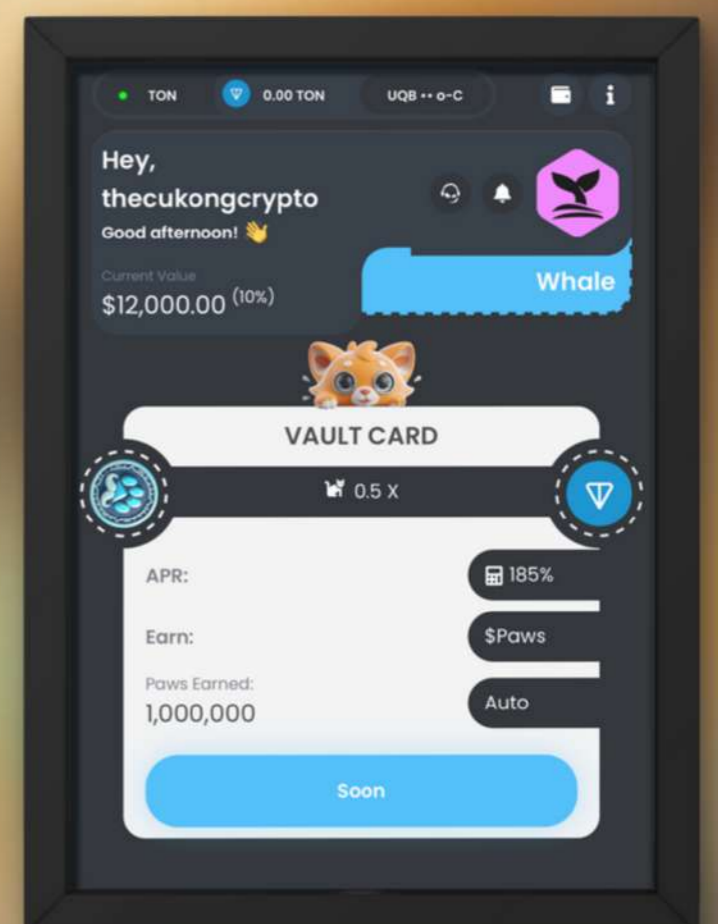 TON
0.00 TON
UQB •• o-C
Hey,
thecukongcrypto
Good afternoon! 👋
Current Value
$12,000.00 (10%)
Whale
VAULT CARD
0.5 X
APR:
185%
Earn:
$Paws
Paws Earned:
1,000,000
Auto
Soon